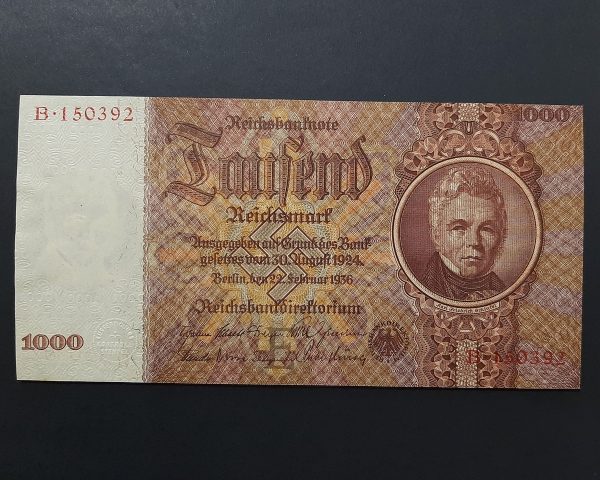 B·150392
1000
Reichsbanknote
Tausend
Reichsmark
Ausgegeben auf Grund des Bank-
gesetzes vom 30. August 1924.
Berlin, den 22. Februar 1936
Reichsbankdirektorium
1000
B·150392